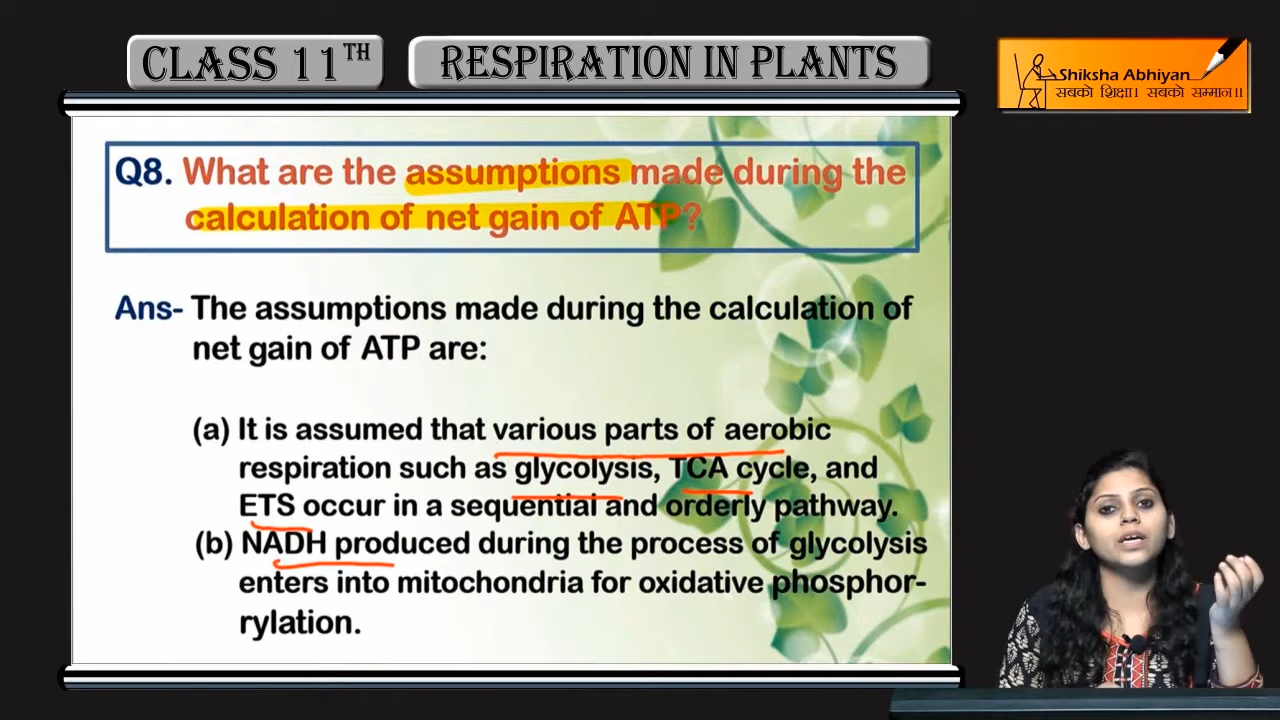 CLASS 11TH
RESPIRATION IN PLANTS
Shiksha Abhiyan
सबको शिक्षा। सबको सम्मान॥
Q8. What are the assumptions made during the
calculation of net gain of ATP?
Ans- The assumptions made during the calculation of
net gain of ATP are:
(a) It is assumed that various parts of aerobic
respiration such as glycolysis, TCA cycle, and
ETS occur in a sequential and orderly pathway.
(b) NADH produced during the process of glycolysis
enters into mitochondria for oxidative phosphor-
rylation.